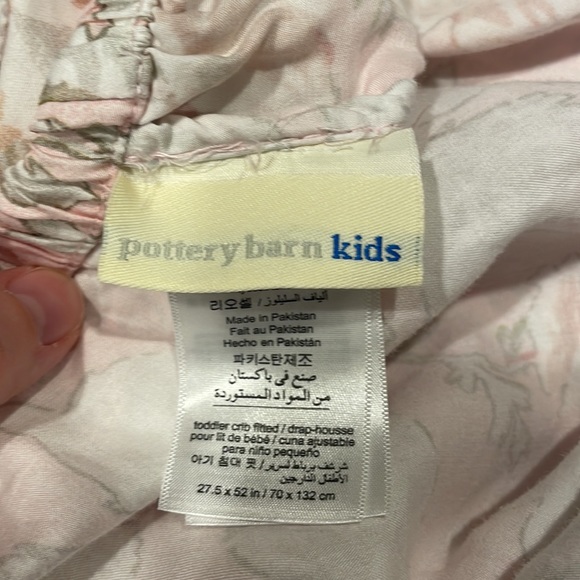 pottery barn kids
리오셀 / ألياف السليلوز
Made in Pakistan
Fait au Pakistan
Hecho en Pakistán
파키스탄제조
صنع في باكستان
من المواد المستوردة
toddler crib fitted / drap-housse
pour lit de bébé / cuna ajustable
para niño pequeño
아기 침대 폿 / شرشف برباط لسرير
الأطفال الدارجين
27.5 x 52 in / 70 x 132 cm